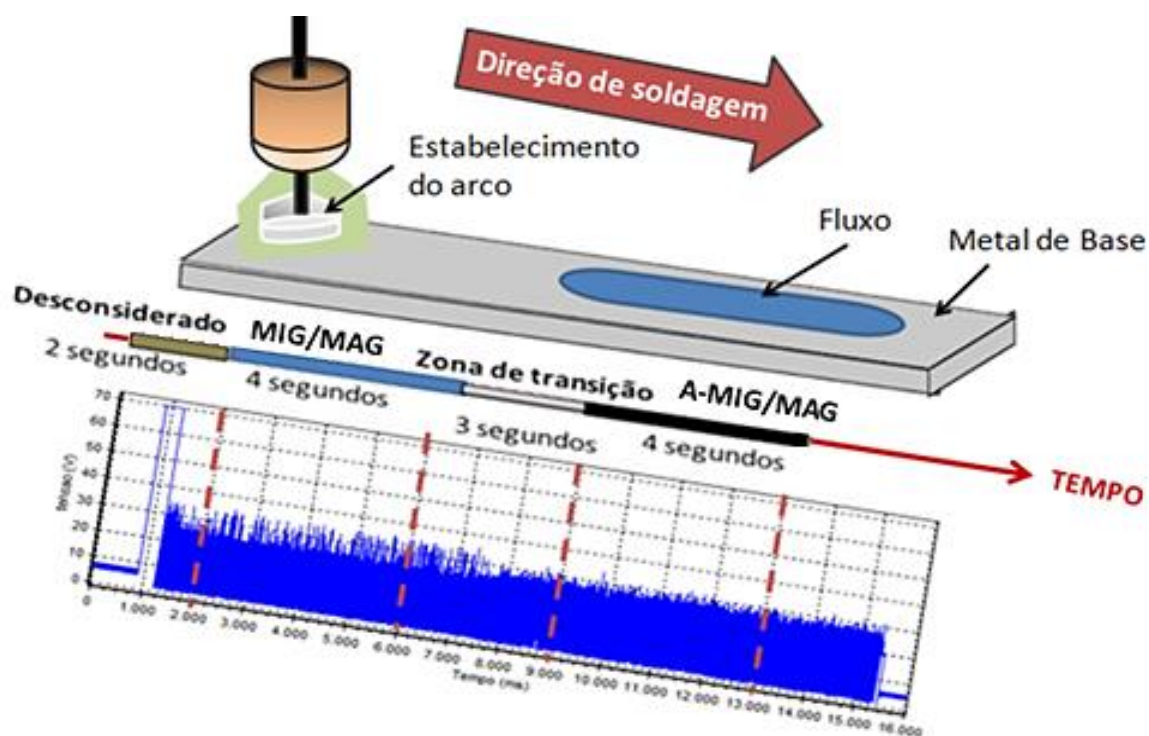 Direção de soldagem
Estabelecimento
do arco
Fluxo
Metal de Base
Desconsiderado
MIG/MAG
Zona de transição
A-MIG/MAG
2 segundos
4 segundos
3 segundos
4 segundos
TEMPO
Tensão (V)
70
60
50
40
30
20
10
0
0
1.000
2.000
3.000
4.000
5.000
6.000
7.000
8.000
9.000
10.000
11.000
12.000
13.000
14.000
15.000
16.000
Tempo (ms)